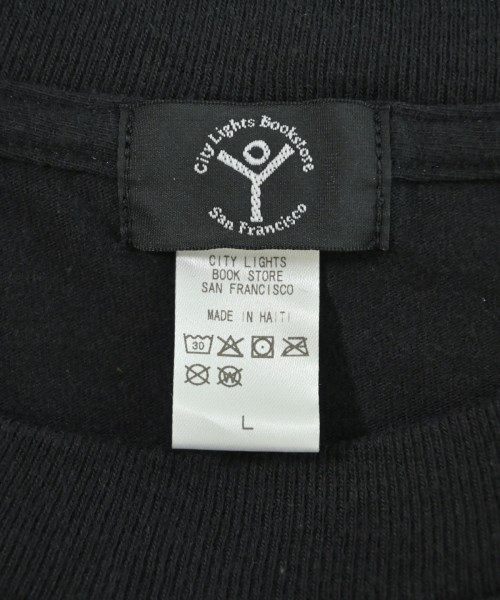 City Lights Bookstore
San Francisco
CITY LIGHTS
BOOK STORE
SAN FRANCISCO
MADE IN HAITI
30
W
L